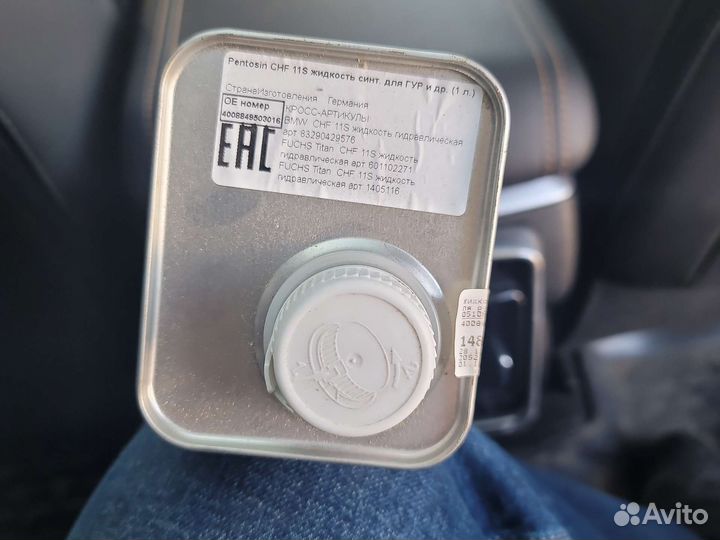 Pentosin CHF 11S жидкость синт. для ГУР и др. (1 л.)
СтранаИзготовления Германия
OE номер
4008849503016
КРОСС-АРТИКУЛЫ
BMW CHF 11S жидкость гидравлическая
арт 83290429576
FUCHS Titan CHF 11S жидкость
гидравлическая арт 601102271
FUCHS Titan CHF 11S жидкость
гидравлическая арт 1405116
EAC
148
Avito